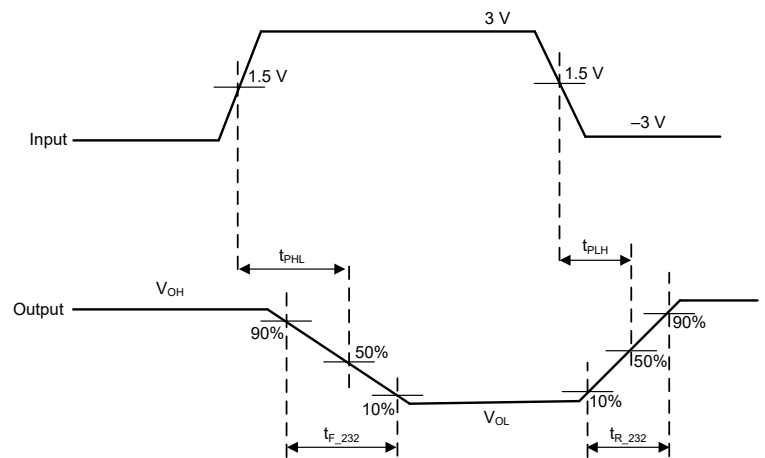 3 V
1.5 V
1.5 V
–3 V
Input
tPHL
tPLH
VOH
Output
90%
90%
50%
50%
10%
10%
VOL
tF_232
tR_232